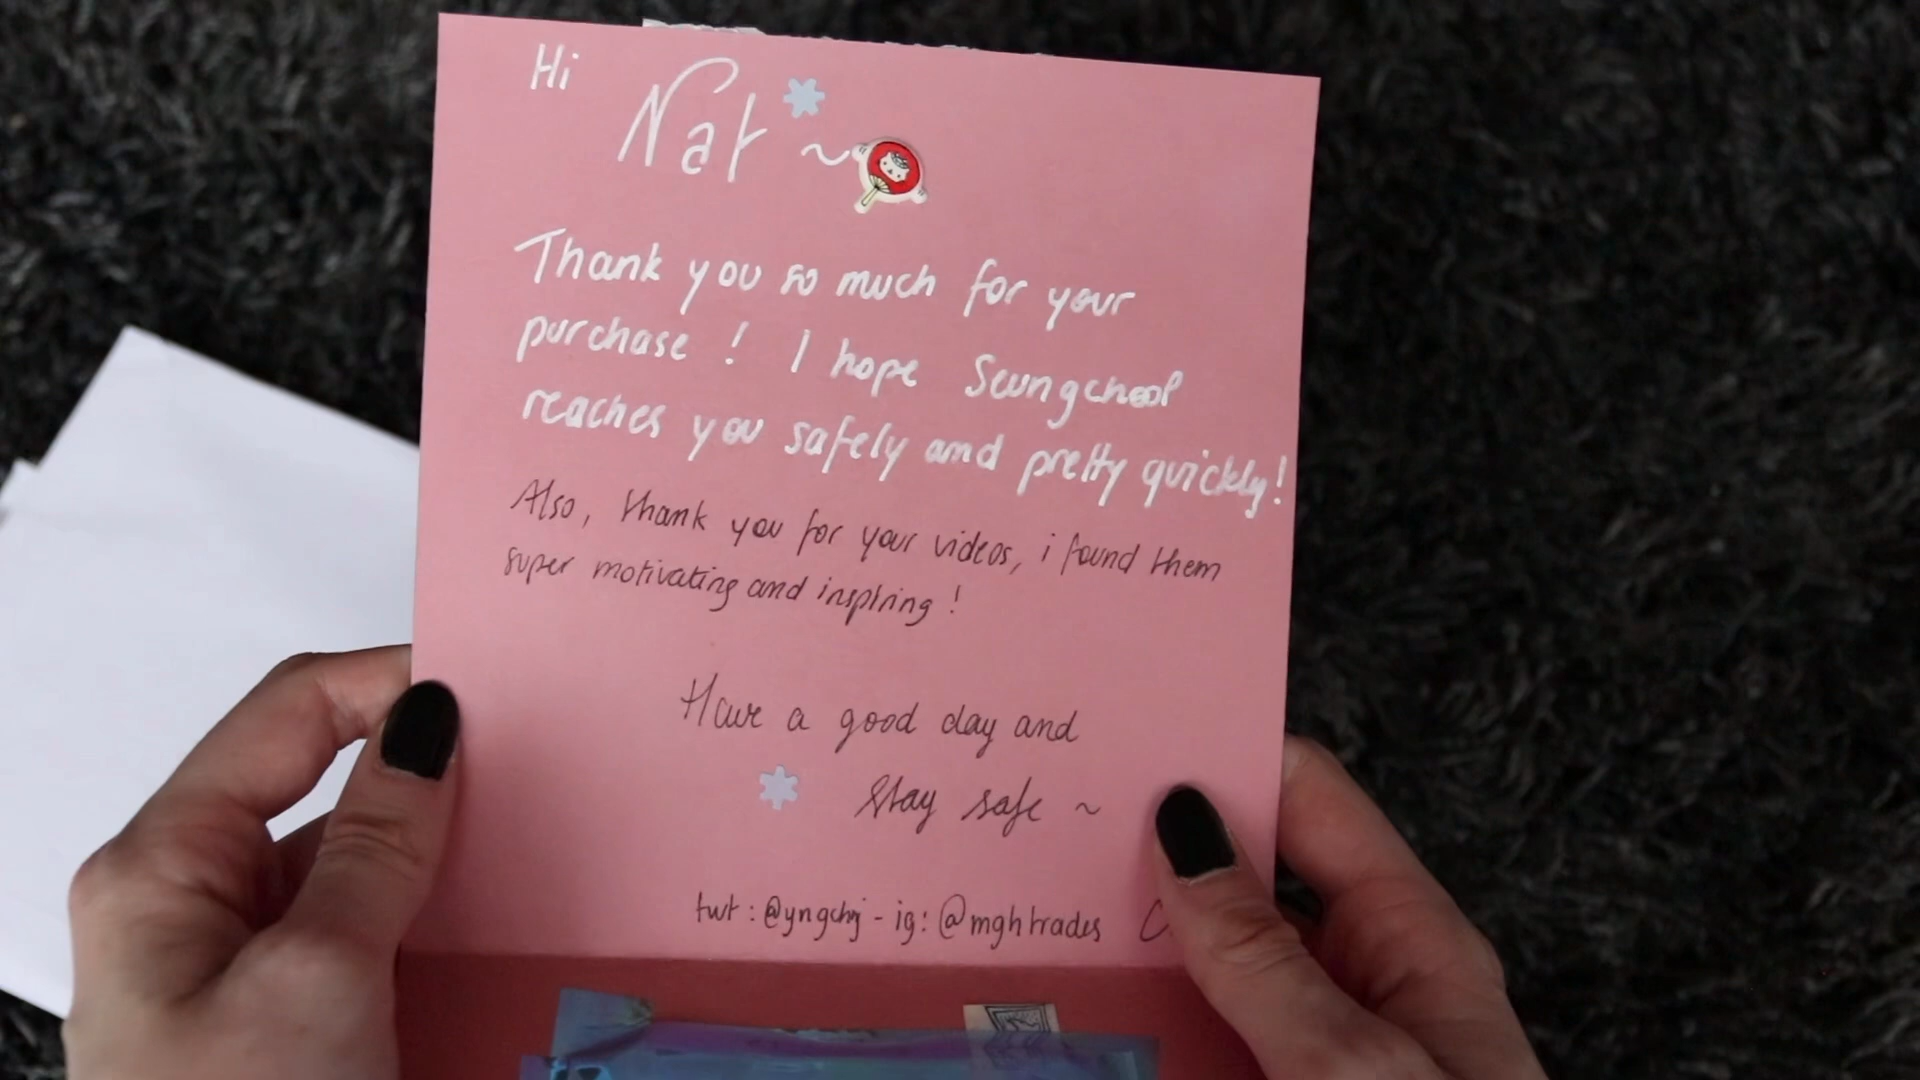 Hi
Nat ~
Thank you so much for your
purchase ! I hope Seungcheol
reaches you safely and pretty quickly!
Also, thank you for your videos, i found them
super motivating and inspiring !
Have a good day and
stay safe ~
twt : @yngchj - ig: @mghtrades